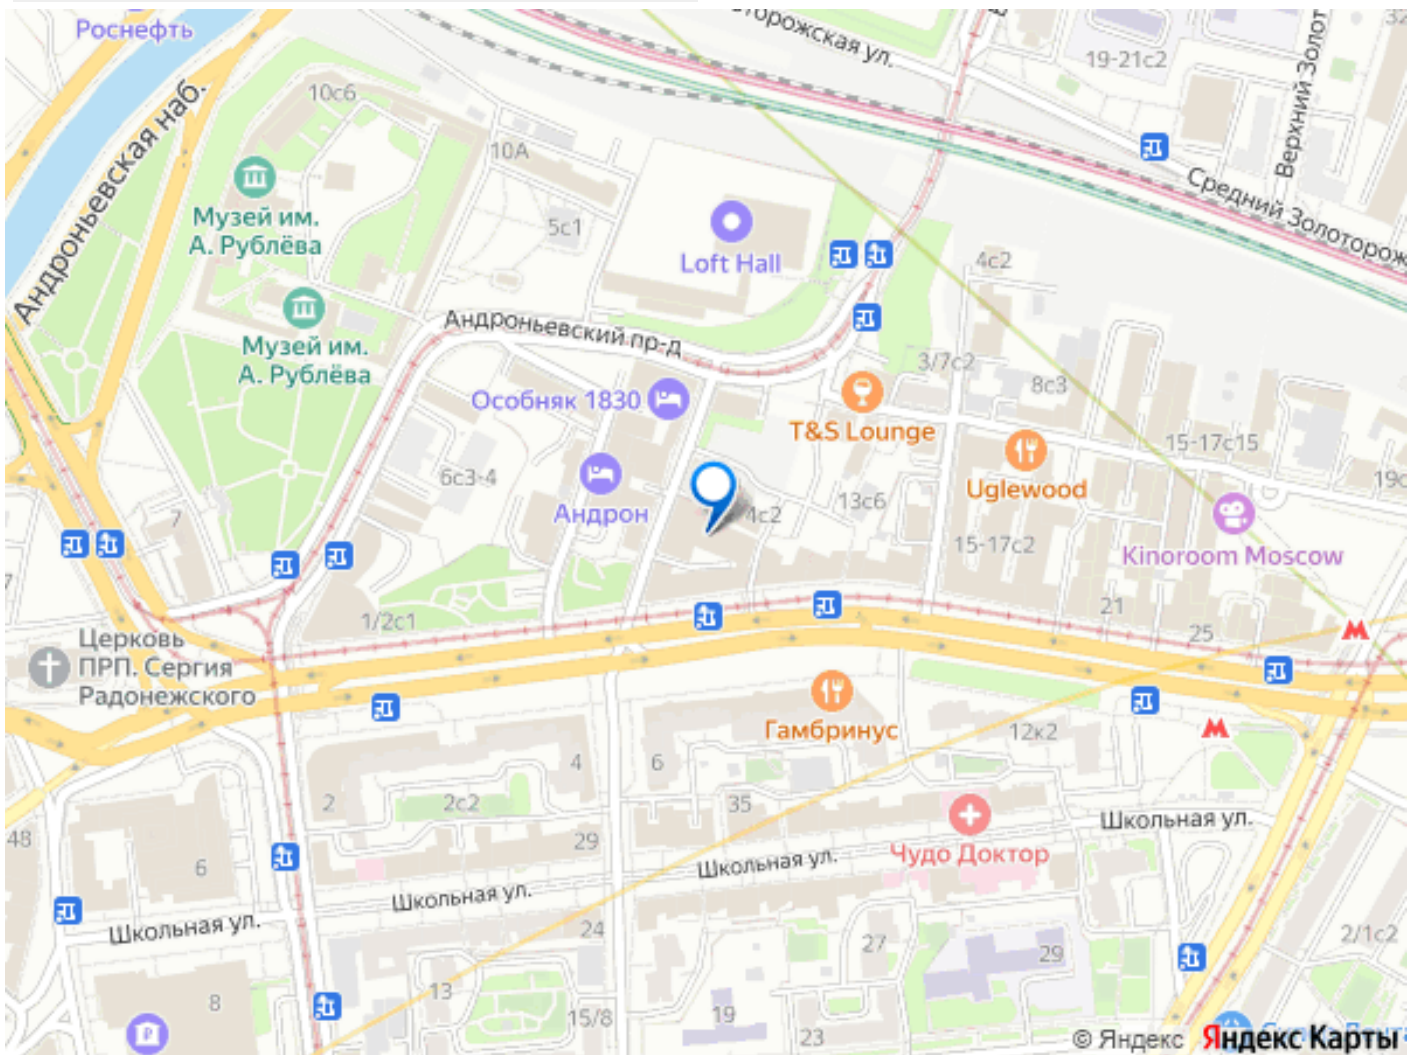 Роснефть
19-21с2
Верхний Золот
10с6
Андроньевская наб.
10А
Средний Золоторож
Музей им.
А. Рублёва
5с1
Loft Hall
4с2
Андроньевский пр-д
Музей им.
А. Рублёва
3/7с2
8с3
Особняк 1830
T&S Lounge
15-17с15
6с3-4
Uglewood
13с6
Андрон
4с2
7
15-17с2
Kinoroom Moscow
21
1/2с1
25
Церковь
ПРП. Сергия
Радонежского
Гамбринус
12к2
4
6
2
2с2
35
Школьная ул.
29
Чудо Доктор
48
6
Школьная ул.
Школьная ул.
Школьная ул.
24
27
29
2/1с2
13
8
19
15/8
23
© Яндекс Яндекс Карты